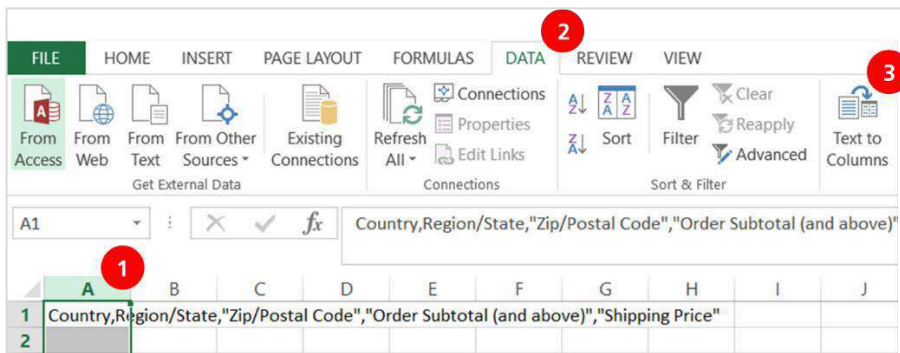 2
FILE HOME INSERT PAGE LAYOUT FORMULAS DATA REVIEW VIEW
3
Connections Clear
Properties Reapply
From From From From Other Existing Refresh Sort Filter Text to
Access Web Text Sources Connections All Edit Links Advanced Columns
Get External Data Connections Sort & Filter
A1 fx Country,Region/State,"Zip/Postal Code","Order Subtotal (and above)"
1
A B C D E F G H I J
1 Country,Region/State,"Zip/Postal Code","Order Subtotal (and above)","Shipping Price"
2